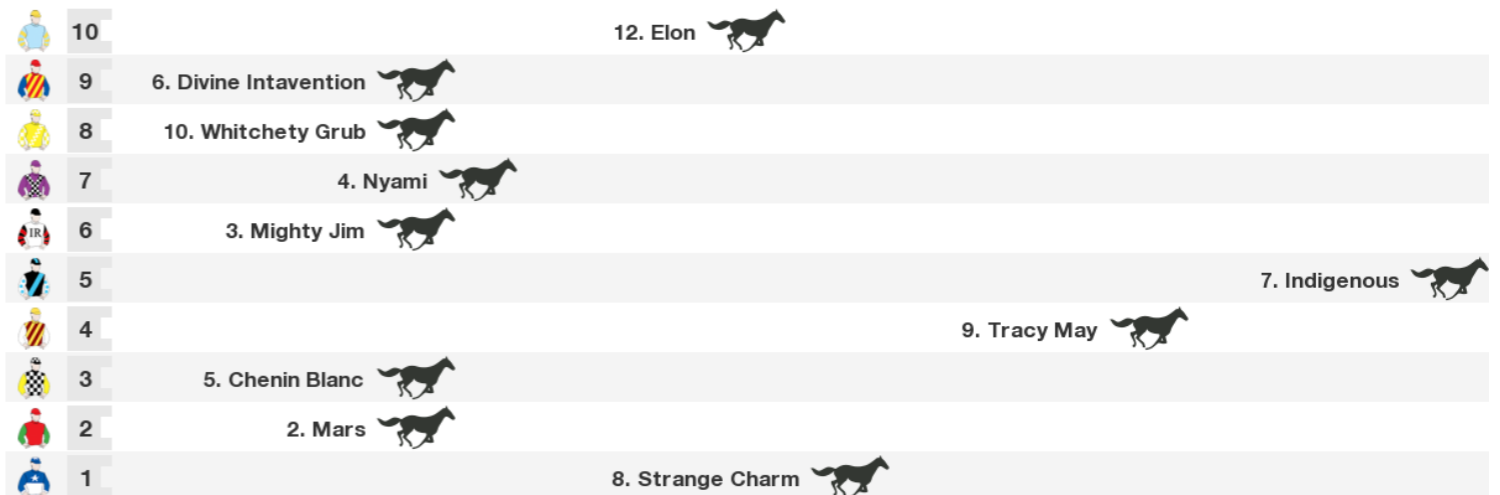 10 12. Elon
9 6. Divine Intavention
8 10. Whitchety Grub
7 4. Nyami
IR 6 3. Mighty Jim
5 7. Indigenous
4 9. Tracy May
3 5. Chenin Blanc
2 2. Mars
1 8. Strange Charm